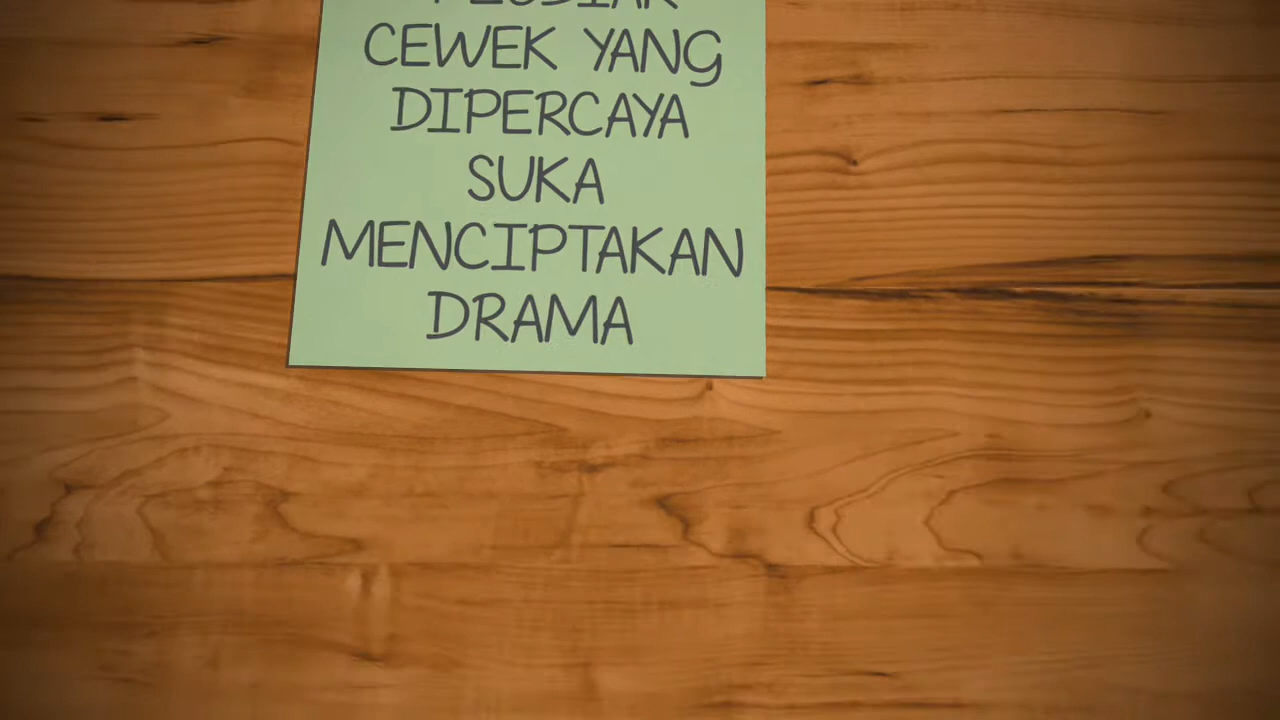 CEWEK YANG
DIPERCAYA
SUKA
MENCIPTAKAN
DRAMA